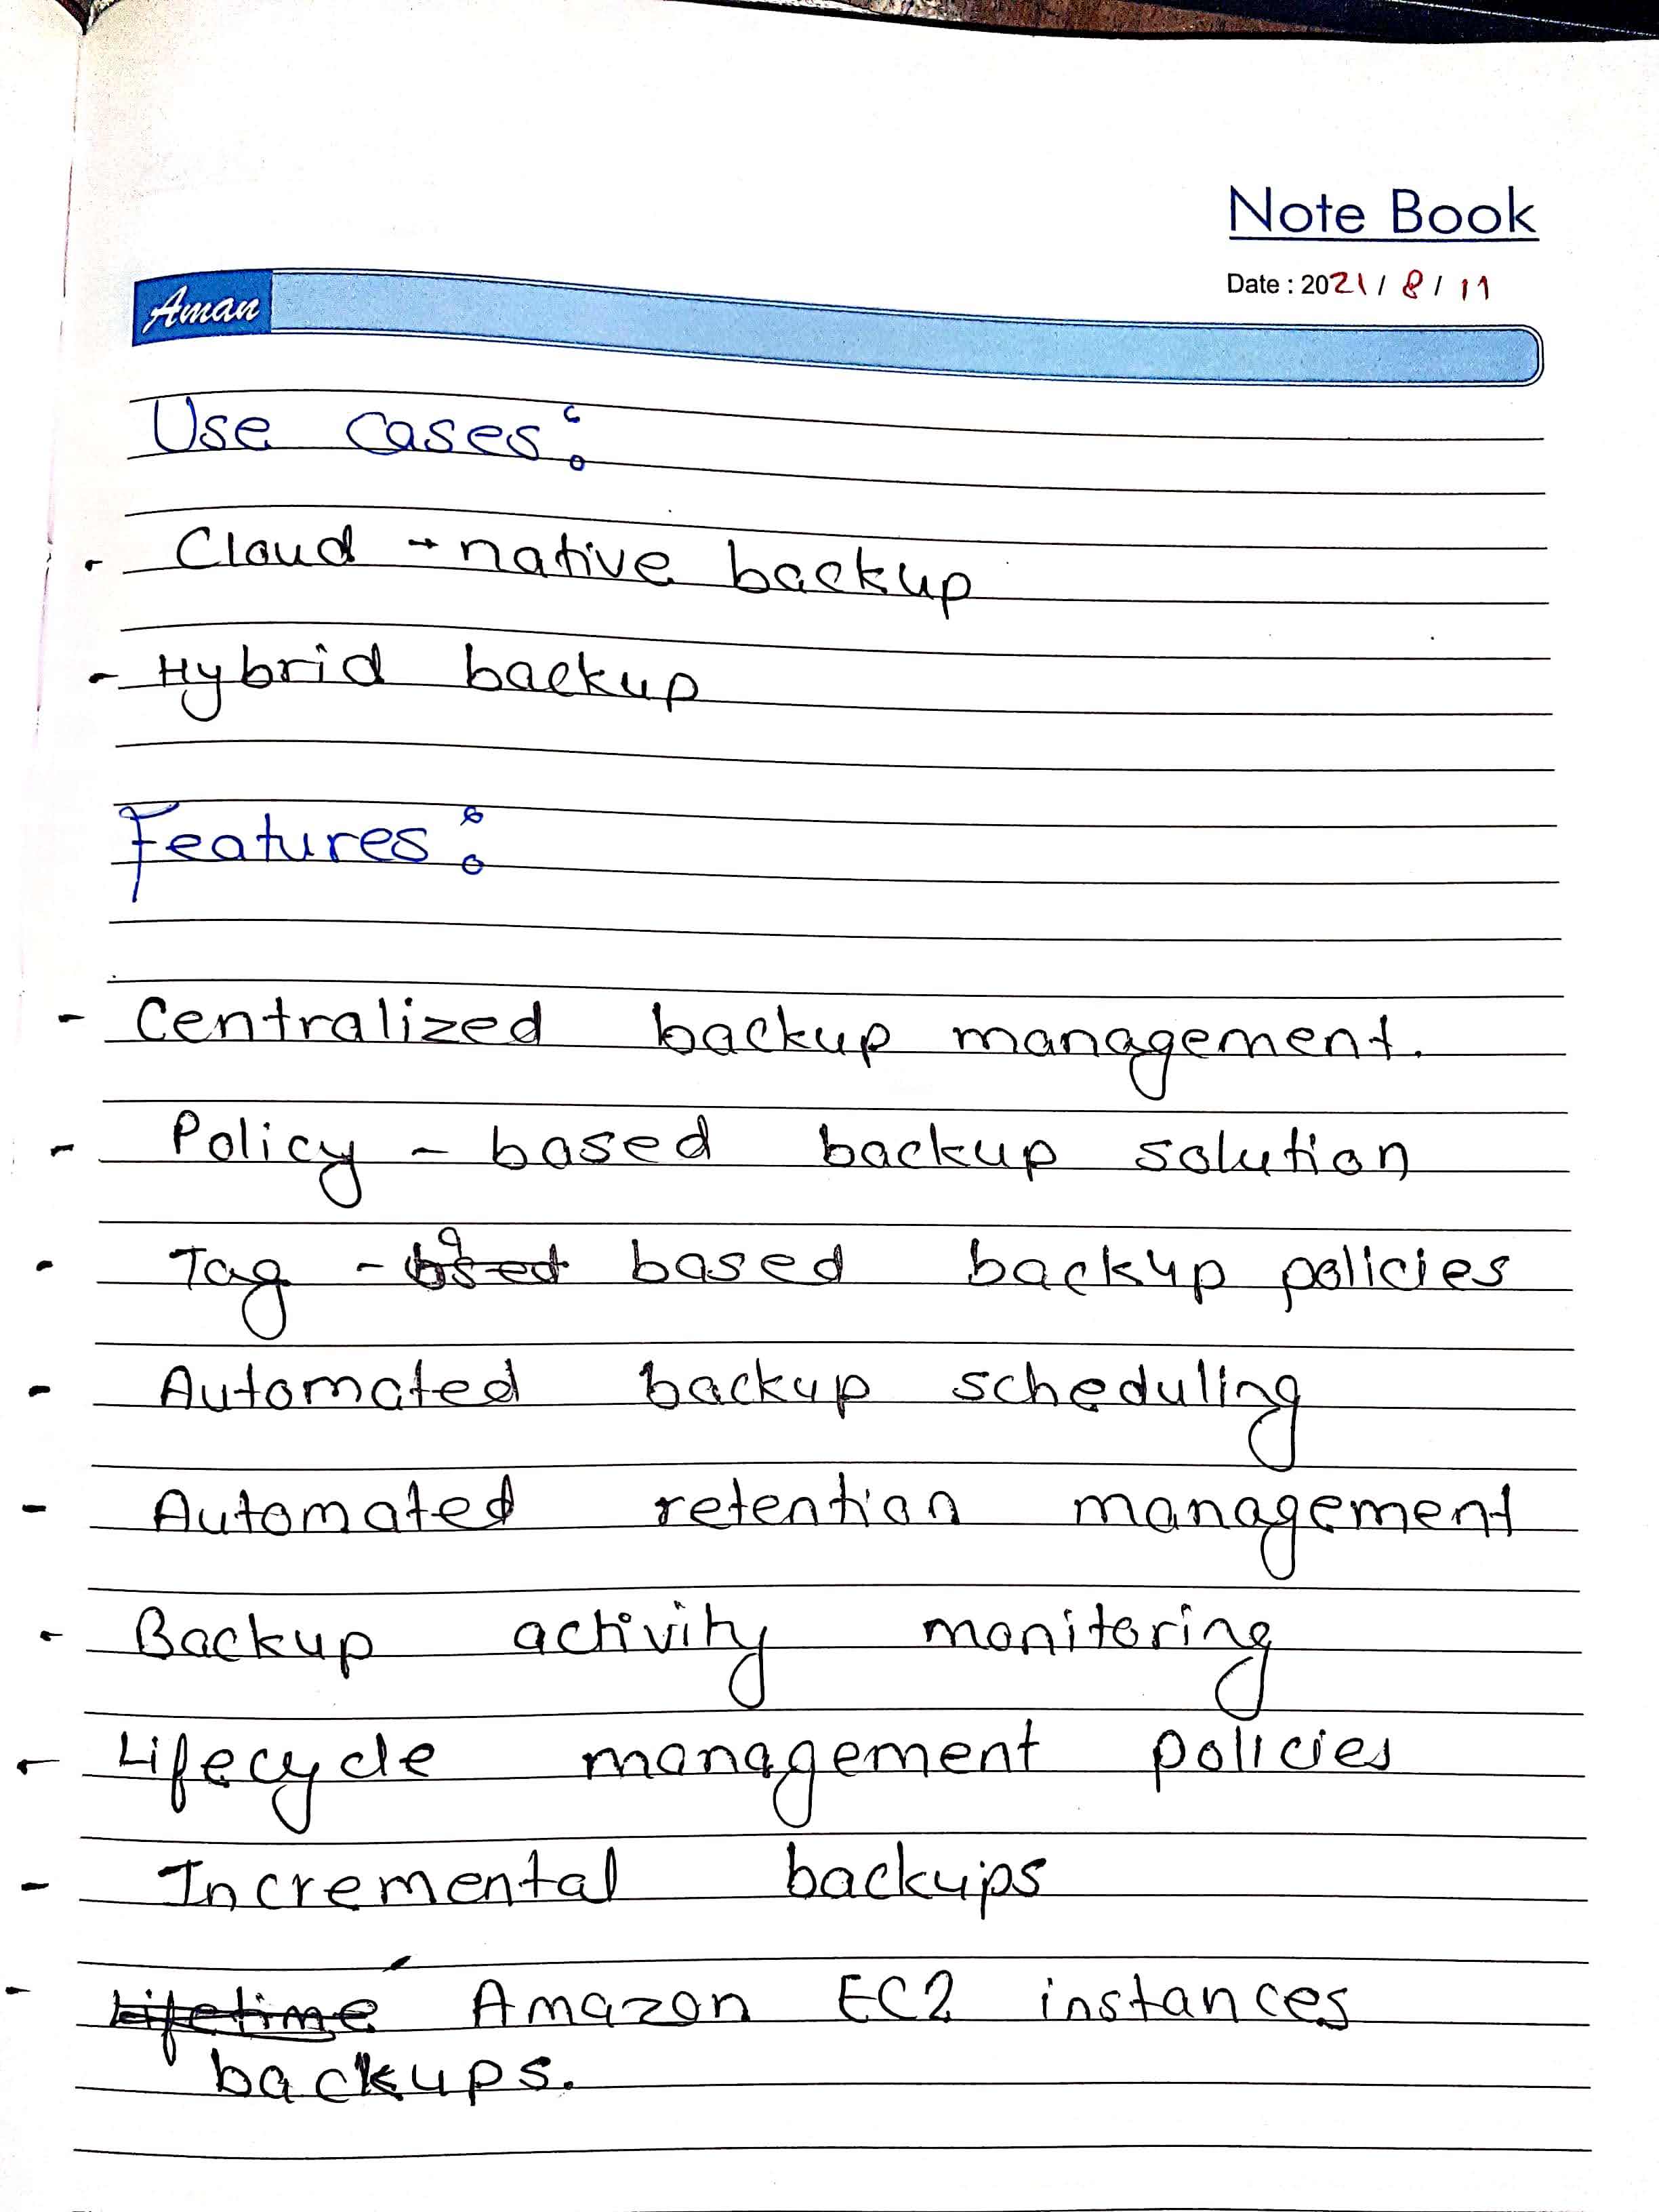 Note Book
Date : 2021 / 8 / 11
Aman
Use cases:
- Cloud - native backup
- Hybrid backup
Features:
- Centralized backup management.
- Policy - based backup solution
- Tag - based based backup policies
- Automated backup scheduling
- Automated retention management
- Backup activity monitoring
- Lifecycle management policies
- Incremental backups
- Lifetime Amazon EC2 instances
backups.